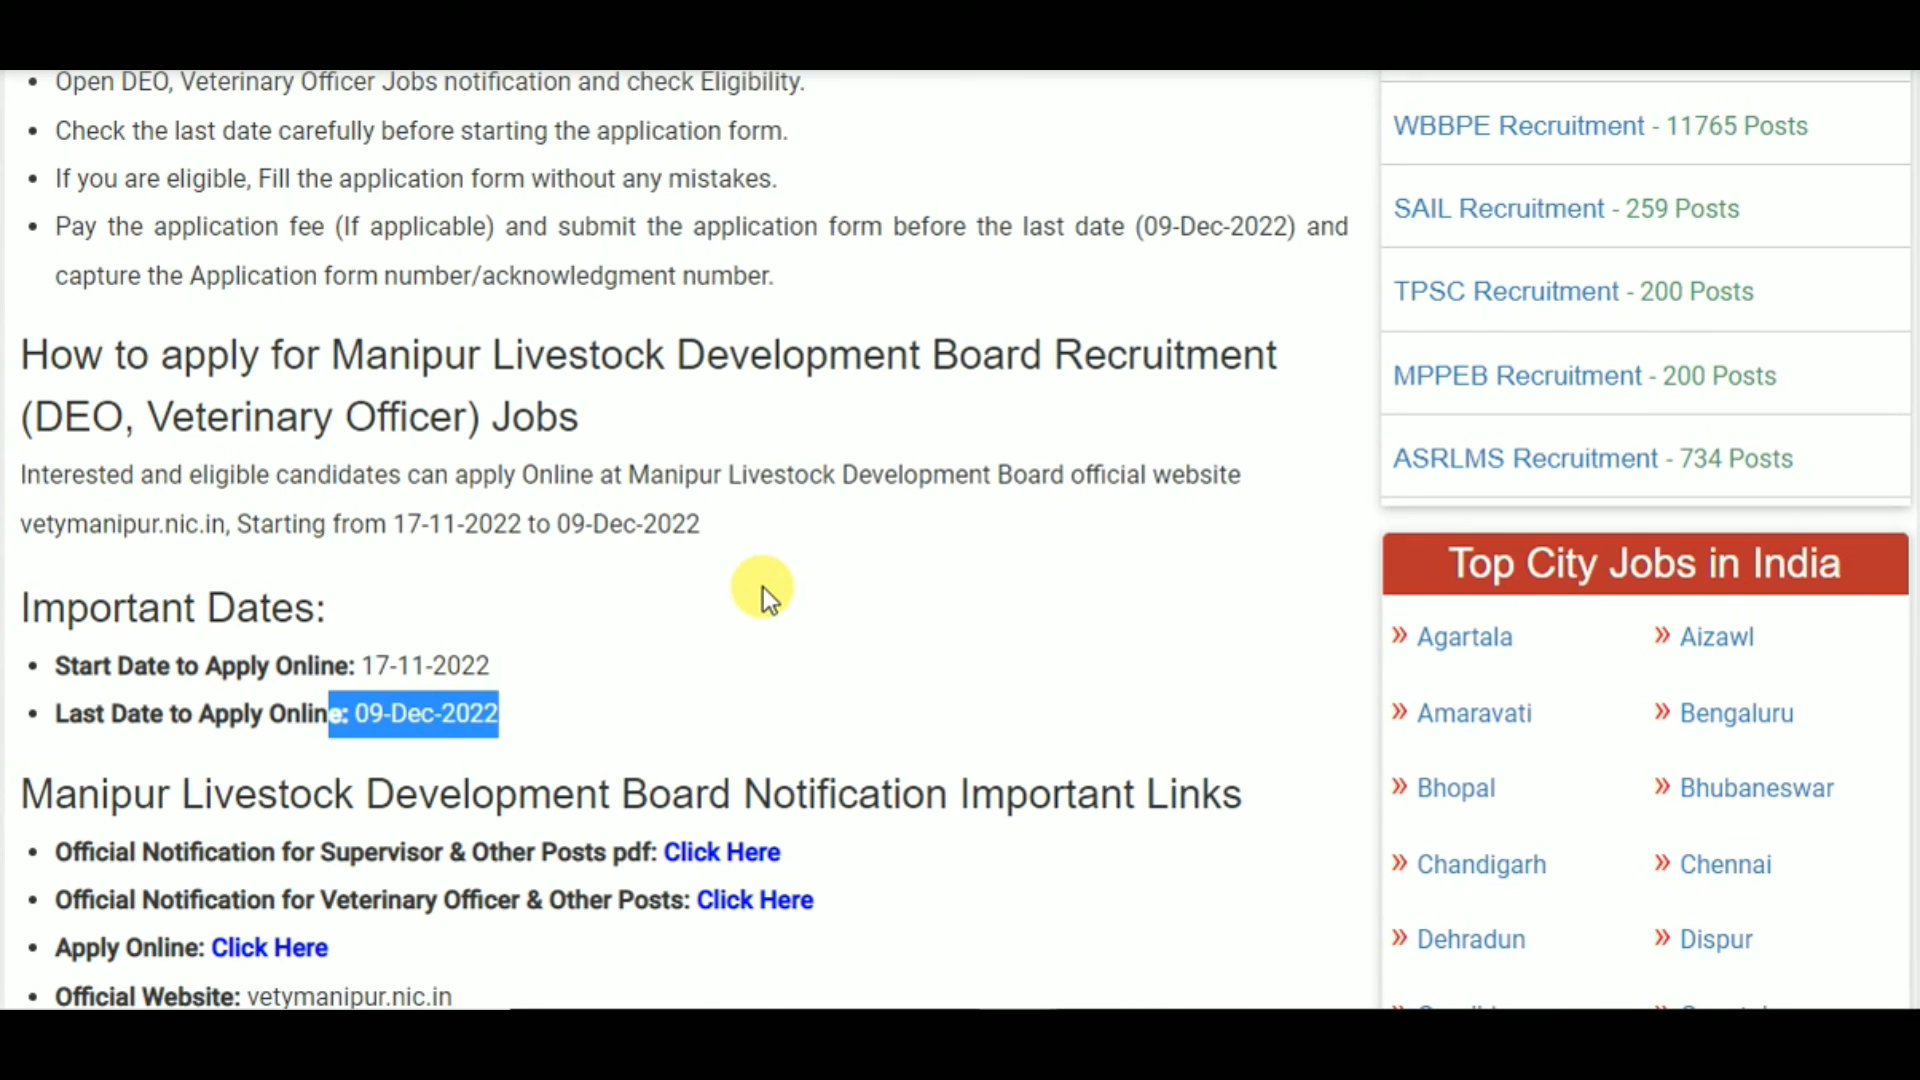 • Open DEO, Veterinary Officer Jobs notification and check Eligibility.
• Check the last date carefully before starting the application form.
• If you are eligible, Fill the application form without any mistakes.
• Pay the application fee (If applicable) and submit the application form before the last date (09-Dec-2022) and
capture the Application form number/acknowledgment number.
How to apply for Manipur Livestock Development Board Recruitment
(DEO, Veterinary Officer) Jobs
Interested and eligible candidates can apply Online at Manipur Livestock Development Board official website
vetymanipur.nic.in, Starting from 17-11-2022 to 09-Dec-2022
Important Dates:
• Start Date to Apply Online: 17-11-2022
• Last Date to Apply Online: 09-Dec-2022
Manipur Livestock Development Board Notification Important Links
• Official Notification for Supervisor & Other Posts pdf: Click Here
• Official Notification for Veterinary Officer & Other Posts: Click Here
• Apply Online: Click Here
• Official Website: vetymanipur.nic.in
WBBPE Recruitment - 11765 Posts
SAIL Recruitment - 259 Posts
TPSC Recruitment - 200 Posts
MPPEB Recruitment - 200 Posts
ASRLMS Recruitment - 734 Posts
Top City Jobs in India
» Agartala » Aizawl
» Amaravati » Bengaluru
» Bhopal » Bhubaneswar
» Chandigarh » Chennai
» Dehradun » Dispur